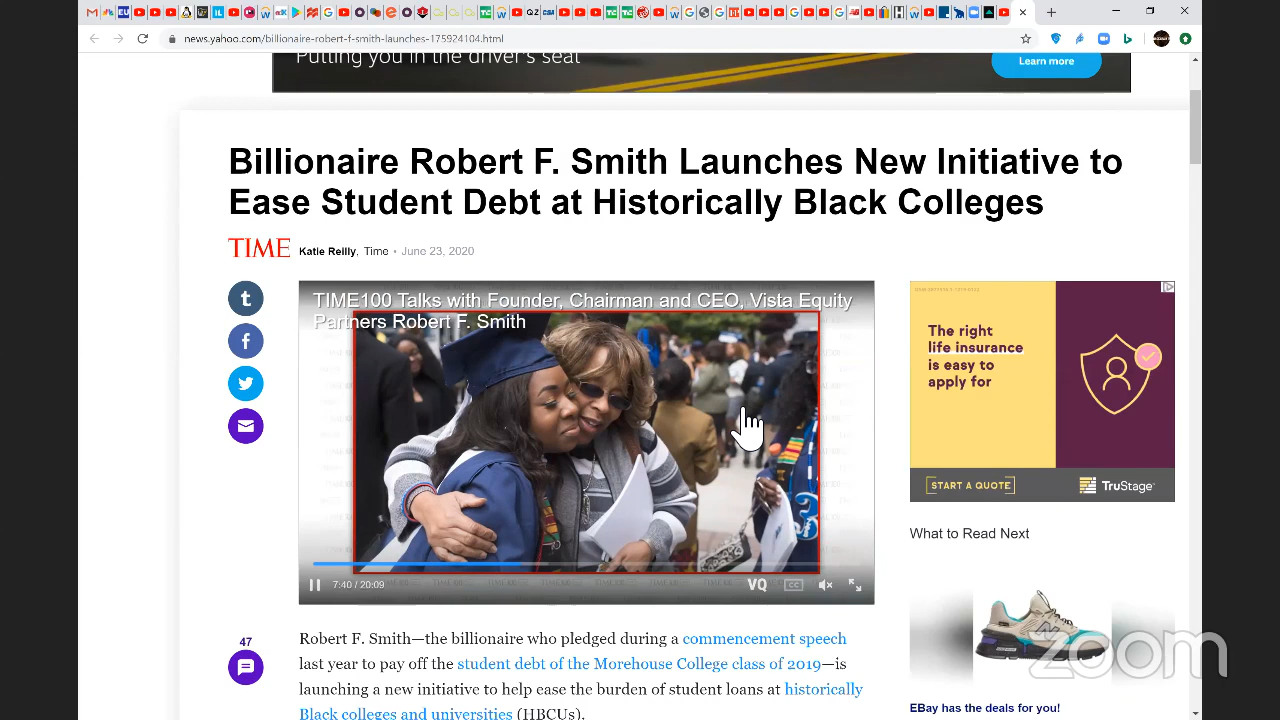 news.yahoo.com/billionaire-robert-f-smith-launches-175924104.html
Putting you in the driver's seat
Learn more
Billionaire Robert F. Smith Launches New Initiative to
Ease Student Debt at Historically Black Colleges
TIME
Katie Reilly, Time • June 23, 2020
TIME100 Talks with Founder, Chairman and CEO, Vista Equity
Partners Robert F. Smith
7:40 / 20:09
VQ
CC
The right
life insurance
is easy to
apply for
START A QUOTE
TruStage
What to Read Next
47
Robert F. Smith—the billionaire who pledged during a commencement speech
last year to pay off the student debt of the Morehouse College class of 2019—is
launching a new initiative to help ease the burden of student loans at historically
Black colleges and universities (HBCUs).
EBay has the deals for you!
zoom